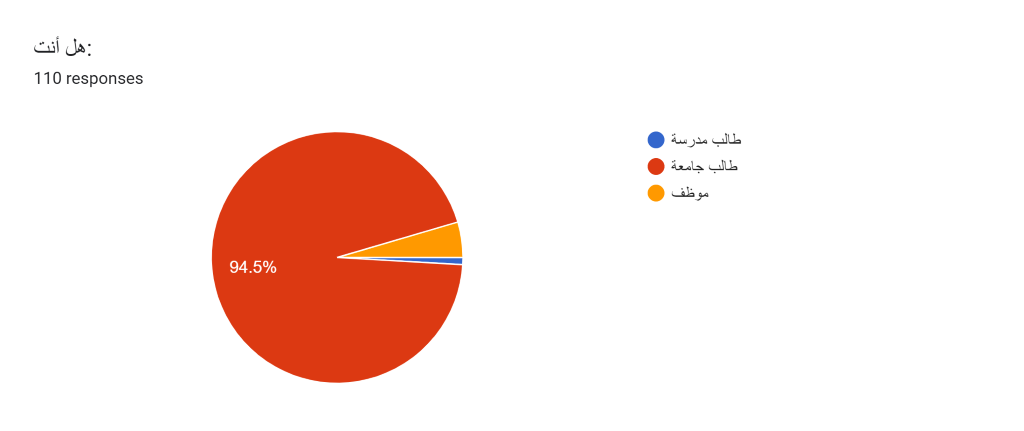 هل أنت:
110 responses
طالب مدرسة
طالب جامعة
موظف
94.5%